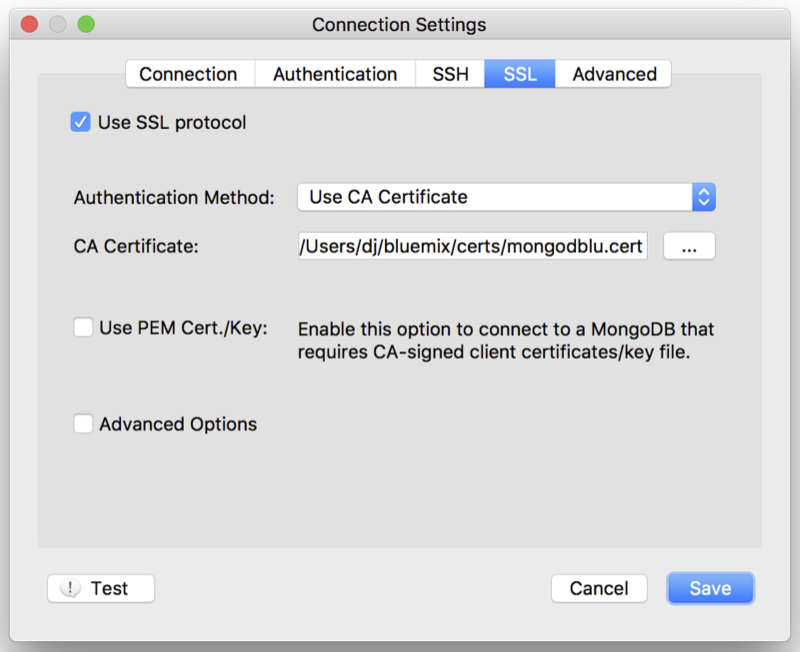 Connection Settings
Connection Authentication SSH SSL Advanced
Use SSL protocol
Authentication Method: Use CA Certificate
CA Certificate: /Users/dj/bluemix/certs/mongodblu.cert ...
Use PEM Cert./Key: Enable this option to connect to a MongoDB that
requires CA-signed client certificates/key file.
Advanced Options
! Test Cancel Save